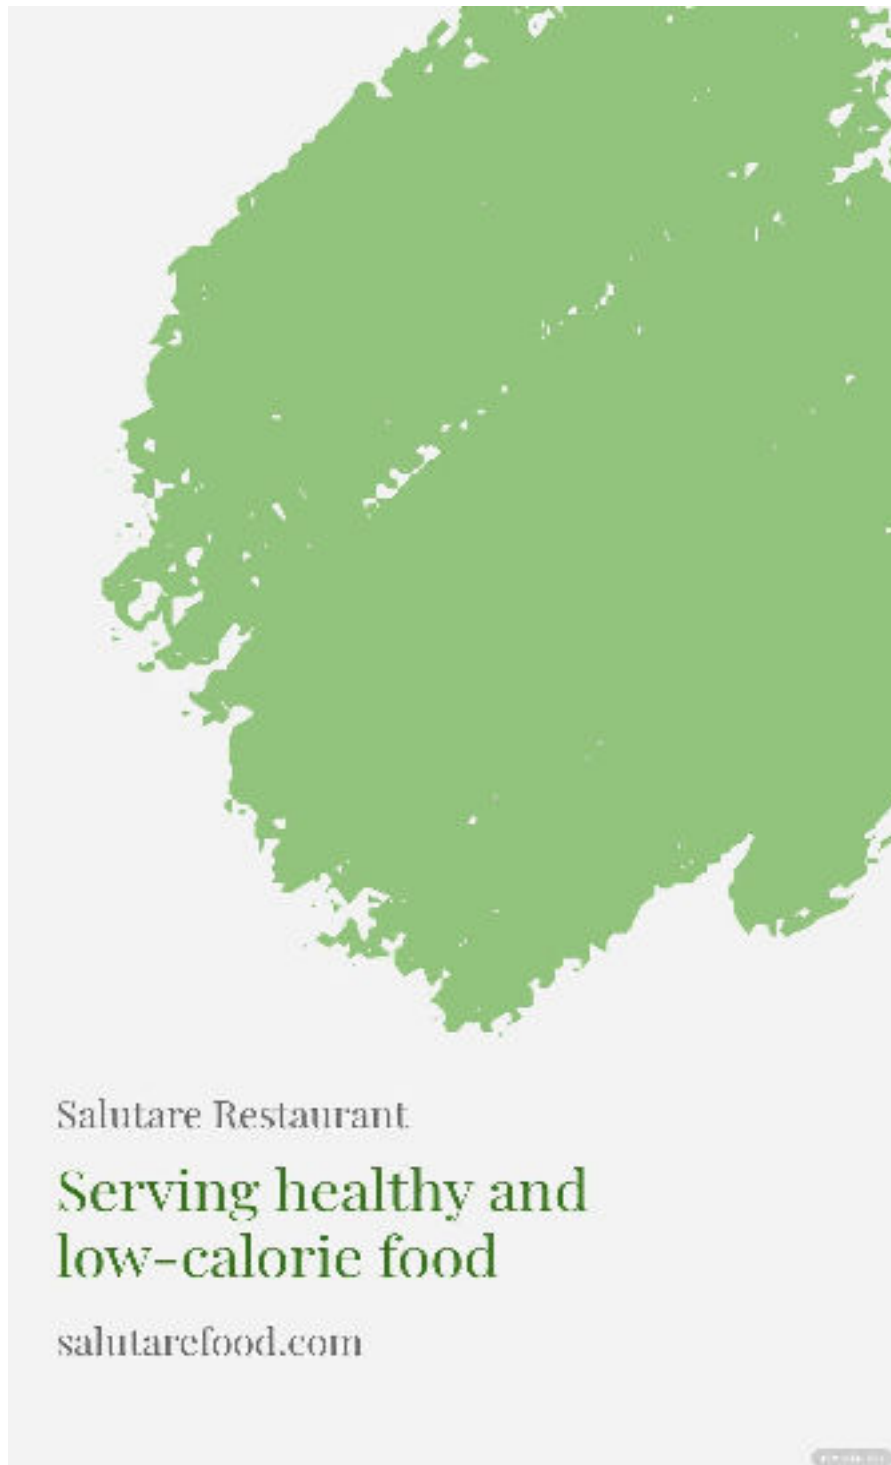 Salutare Restaurant
Serving healthy and
low-calorie food
salutarefood.com